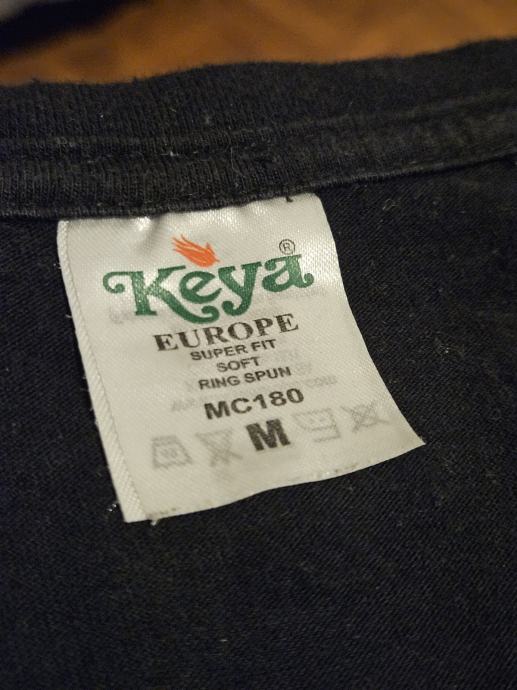 Keya®
EUROPE
SUPER FIT
SOFT
RING SPUN
MC180
M